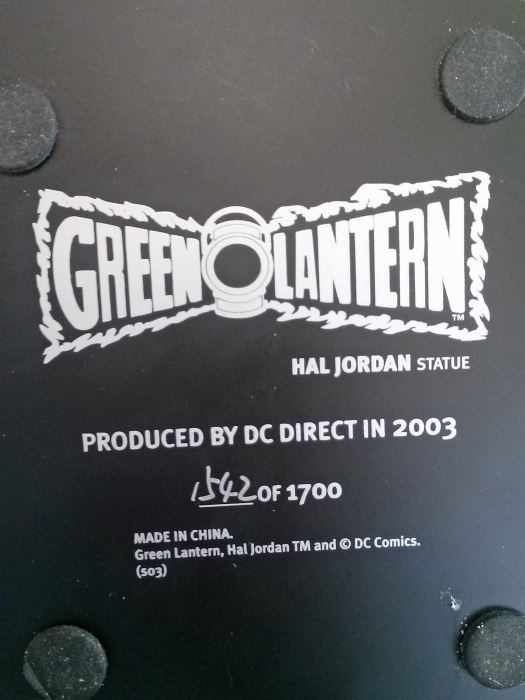 GREEN LANTERN TM
HAL JORDAN STATUE
PRODUCED BY DC DIRECT IN 2003
1542 OF 1700
MADE IN CHINA.
Green Lantern, Hal Jordan TM and © DC Comics.
(s03)